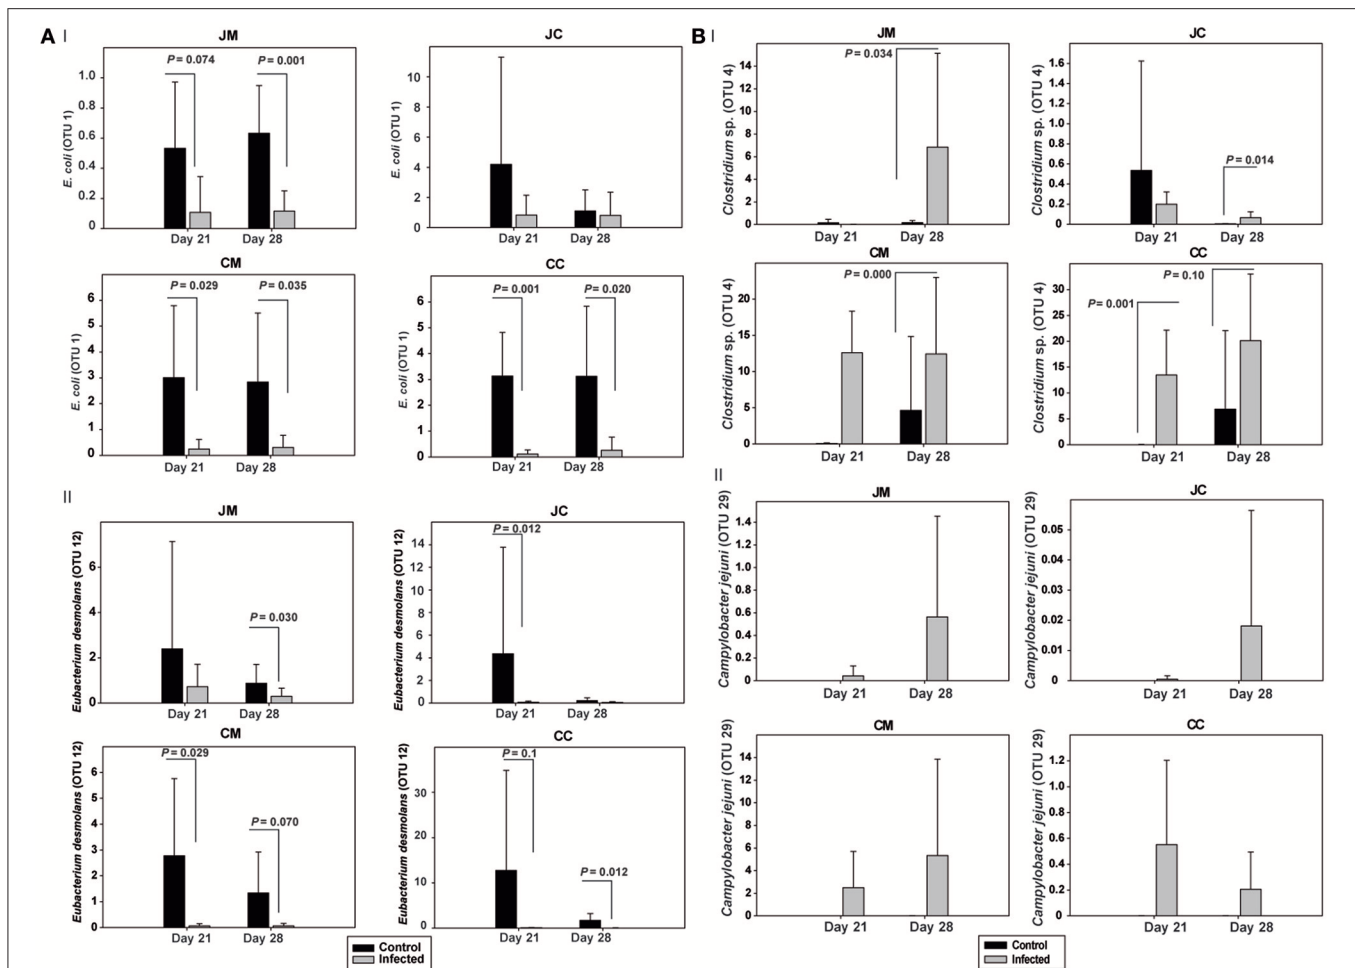 A I
JM
E. coli (OTU 1)
1.0
0.8
0.6
0.4
0.2
0
P = 0.074
P = 0.001
Day 21
Day 28
JC
E. coli (OTU 1)
10
8
6
4
2
0
Day 21
Day 28
CM
E. coli (OTU 1)
6
5
4
3
2
1
0
P = 0.029
P = 0.035
Day 21
Day 28
CC
E. coli (OTU 1)
6
5
4
3
2
1
0
P = 0.001
P = 0.020
Day 21
Day 28
II
JM
Eubacterium desmolans (OTU 12)
6
4
2
0
P = 0.030
Day 21
Day 28
JC
Eubacterium desmolans (OTU 12)
14
12
10
8
6
4
2
0
P = 0.012
Day 21
Day 28
CM
Eubacterium desmolans (OTU 12)
6
5
4
3
2
1
0
P = 0.029
P = 0.070
Day 21
Day 28
CC
Eubacterium desmolans (OTU 12)
30
20
10
0
P = 0.1
P = 0.012
Day 21
Day 28
Control
Infected
B I
JM
Clostridium sp. (OTU 4)
14
12
10
8
6
4
2
0
P = 0.034
Day 21
Day 28
JC
Clostridium sp. (OTU 4)
1.6
1.4
1.2
1.0
0.8
0.6
0.4
0.2
0
P = 0.014
Day 21
Day 28
CM
Clostridium sp. (OTU 4)
20
15
10
5
0
P = 0.000
Day 21
Day 28
CC
Clostridium sp. (OTU 4)
30
25
20
15
10
5
0
P = 0.001
P = 0.10
Day 21
Day 28
II
JM
Campylobacter jejuni (OTU 29)
1.4
1.2
1.0
0.8
0.6
0.4
0.2
0
Day 21
Day 28
JC
Campylobacter jejuni (OTU 29)
0.05
0.04
0.03
0.02
0.01
0
Day 21
Day 28
CM
Campylobacter jejuni (OTU 29)
14
12
10
8
6
4
2
0
Day 21
Day 28
CC
Campylobacter jejuni (OTU 29)
1.2
1.0
0.8
0.6
0.4
0.2
0
Day 21
Day 28
Control
Infected